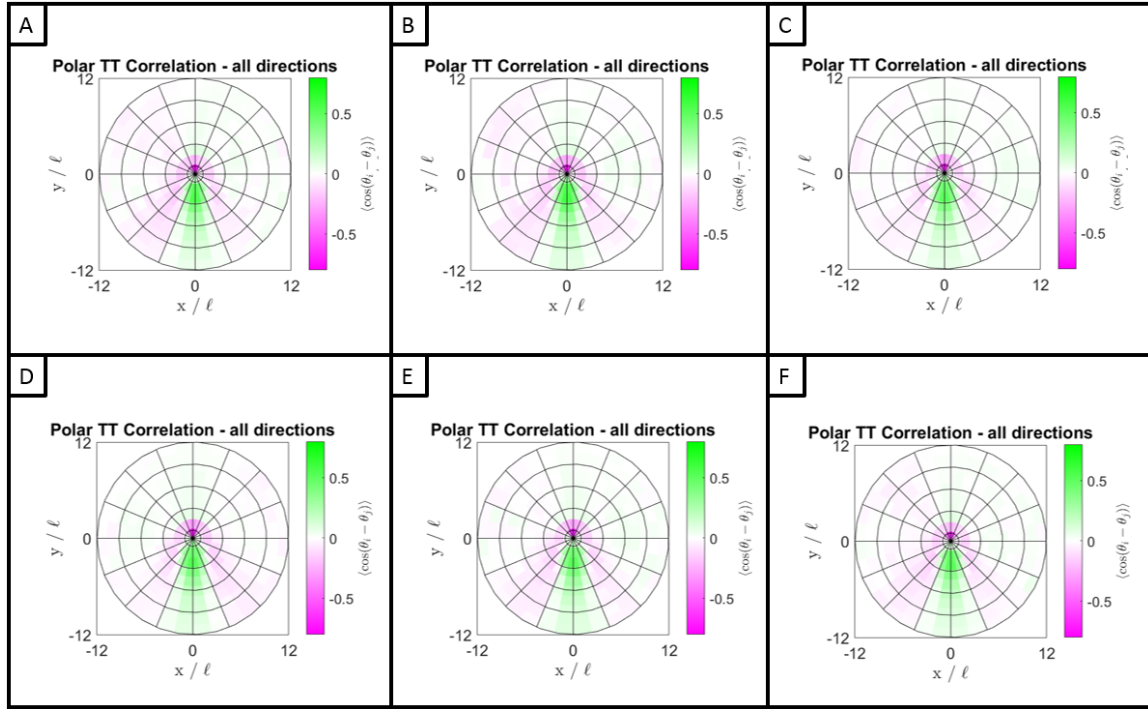 A
Polar TT Correlation - all directions
12
0
-12
-12 0 12
x / ℓ
y / ℓ
0.5
0
-0.5
⟨cos(θi − θj)⟩
B
Polar TT Correlation - all directions
12
0
-12
-12 0 12
x / ℓ
y / ℓ
0.5
0
-0.5
⟨cos(θi − θj)⟩
C
Polar TT Correlation - all directions
12
0
-12
-12 0 12
x / ℓ
y / ℓ
0.5
0
-0.5
⟨cos(θi − θj)⟩
D
Polar TT Correlation - all directions
12
0
-12
-12 0 12
x / ℓ
y / ℓ
0.5
0
-0.5
⟨cos(θi − θj)⟩
E
Polar TT Correlation - all directions
12
0
-12
-12 0 12
x / ℓ
y / ℓ
0.5
0
-0.5
⟨cos(θi − θj)⟩
F
Polar TT Correlation - all directions
12
0
-12
-12 0 12
x / ℓ
y / ℓ
0.5
0
-0.5
⟨cos(θi − θj)⟩